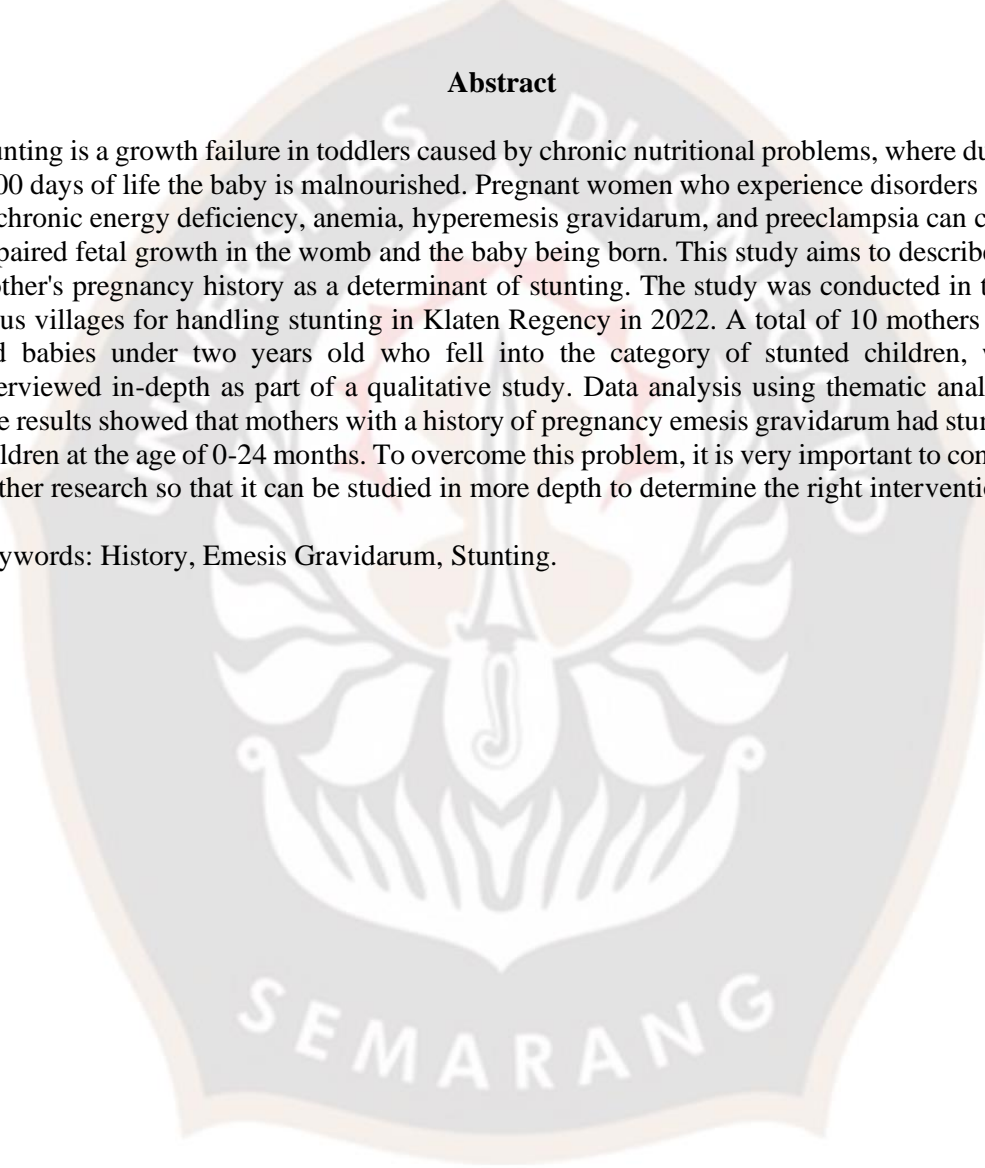 Abstract
unting is a growth failure in toddlers caused by chronic nutritional problems, where du
00 days of life the baby is malnourished. Pregnant women who experience disorders
chronic energy deficiency, anemia, hyperemesis gravidarum, and preeclampsia can c
paired fetal growth in the womb and the baby being born. This study aims to describe
ther's pregnancy history as a determinant of stunting. The study was conducted in t
us villages for handling stunting in Klaten Regency in 2022. A total of 10 mothers
d babies under two years old who fell into the category of stunted children, w
erviewed in-depth as part of a qualitative study. Data analysis using thematic anal
e results showed that mothers with a history of pregnancy emesis gravidarum had stun
ildren at the age of 0-24 months. To overcome this problem, it is very important to con
ther research so that it can be studied in more depth to determine the right interventio
ywords: History, Emesis Gravidarum, Stunting.
UNIVERSITAS DIPONEGORO
SEMARANG